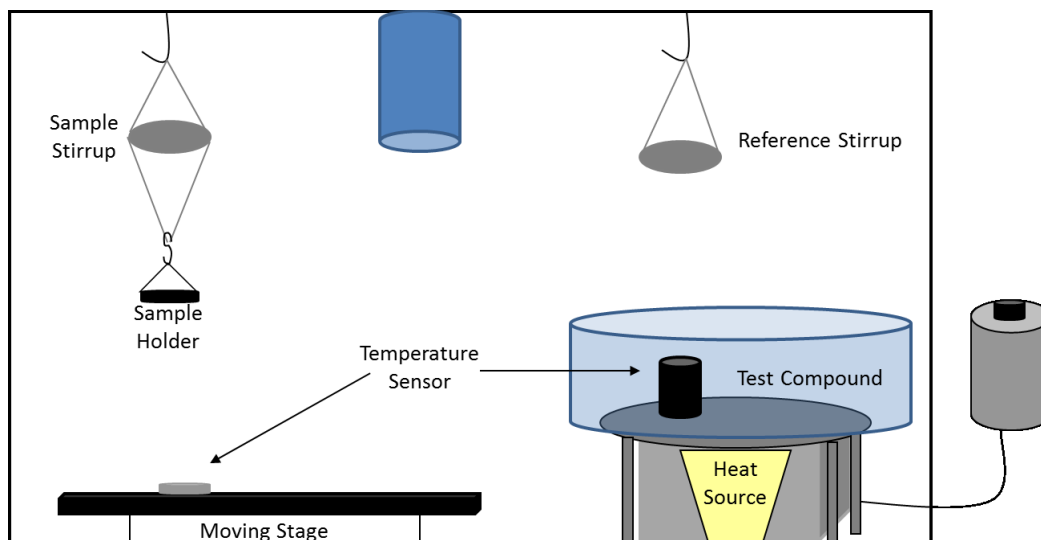 Sample
Stirrup
Reference Stirrup
Sample
Holder
Temperature
Sensor
Test Compound
Heat
Source
Moving Stage